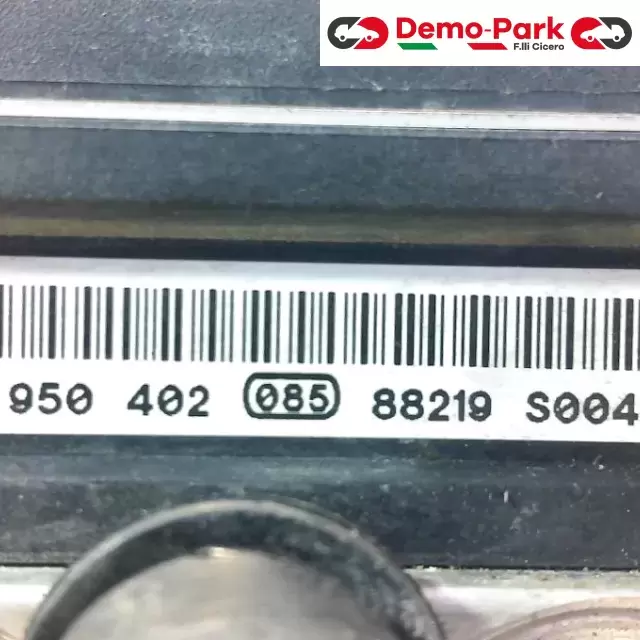 Demo-Park
F.lli Cicero
950 402 085 88219 S004